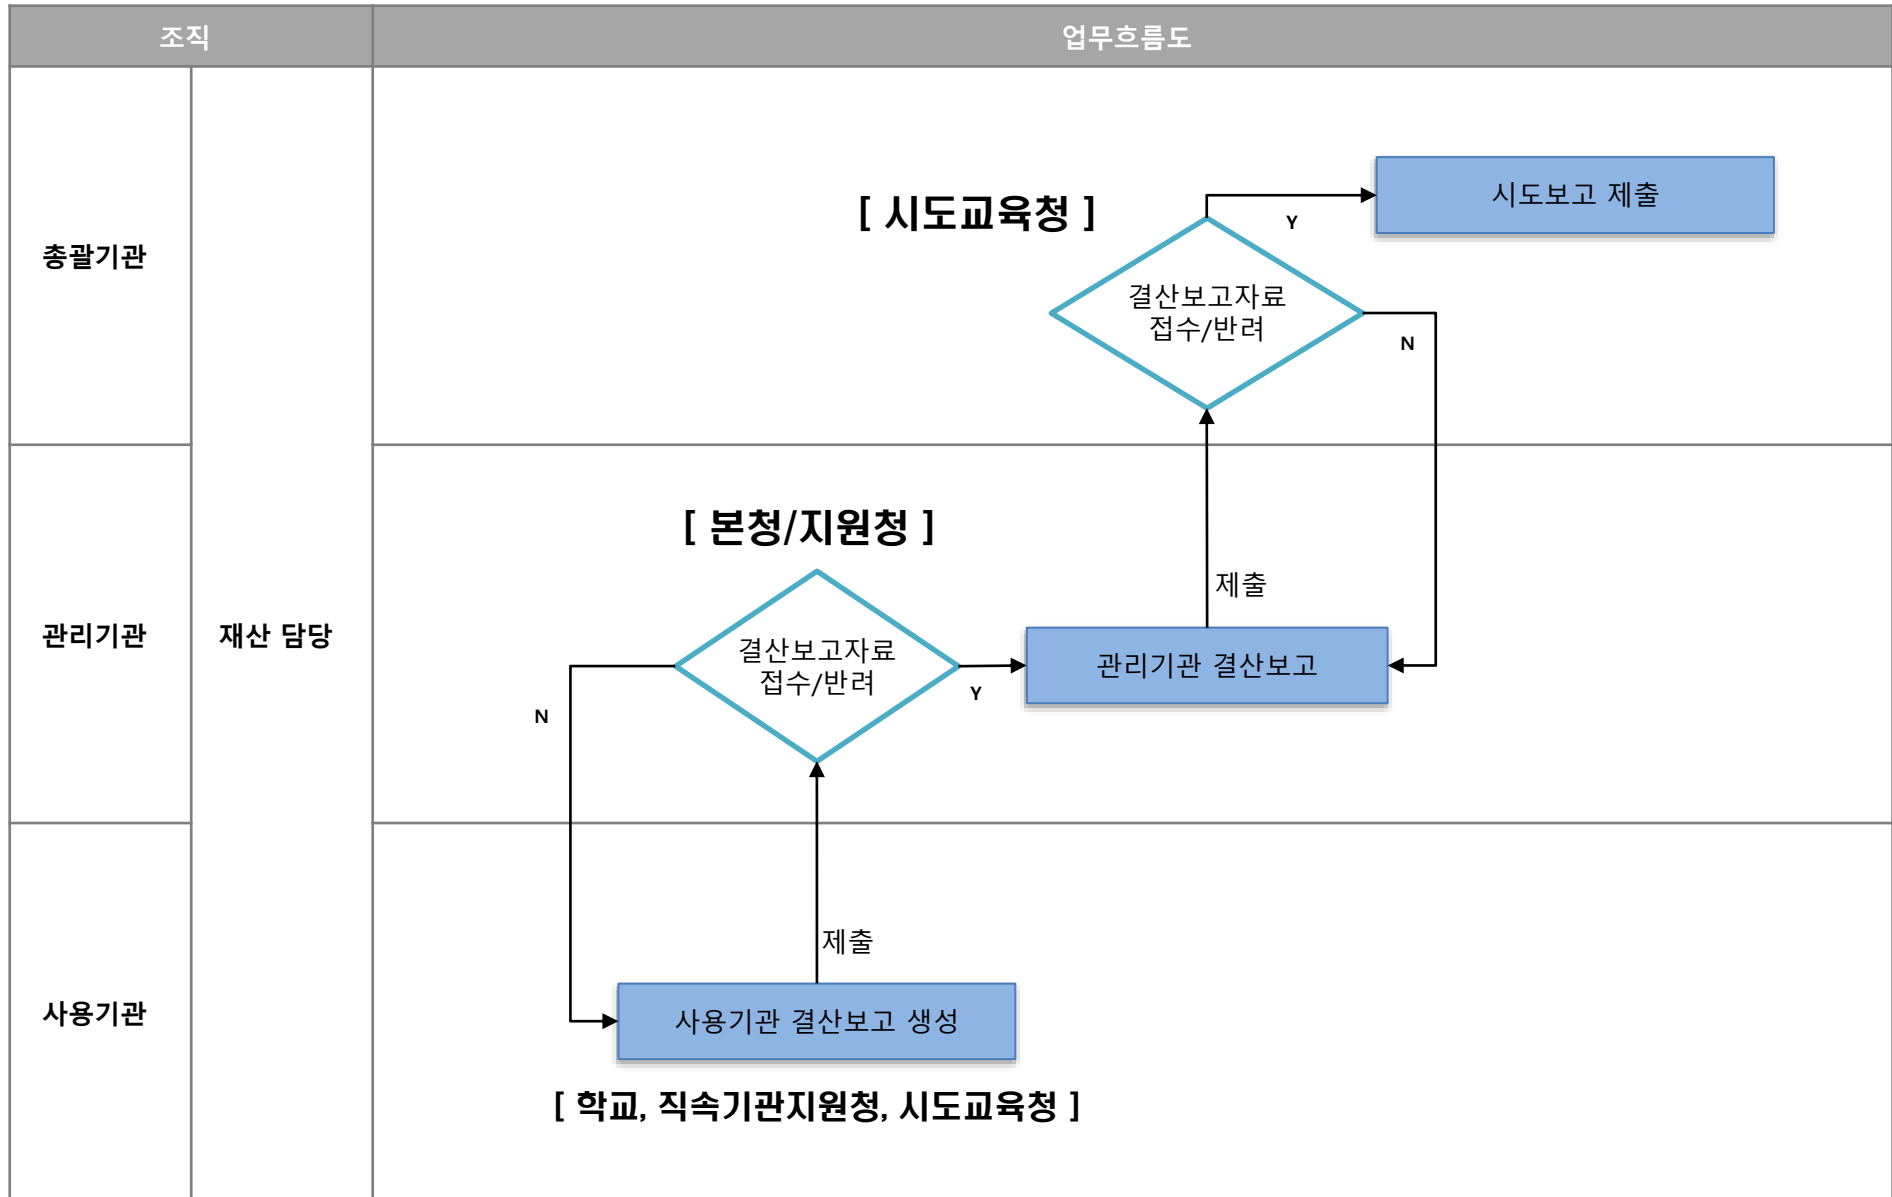 조직
업무흐름도
총괄기관
[ 시도교육청 ]
시도보고 제출
Y
결산보고자료
접수/반려
N
관리기관
재산 담당
[ 본청/지원청 ]
제출
결산보고자료
접수/반려
Y
관리기관 결산보고
N
사용기관
제출
사용기관 결산보고 생성
[ 학교, 직속기관지원청, 시도교육청 ]